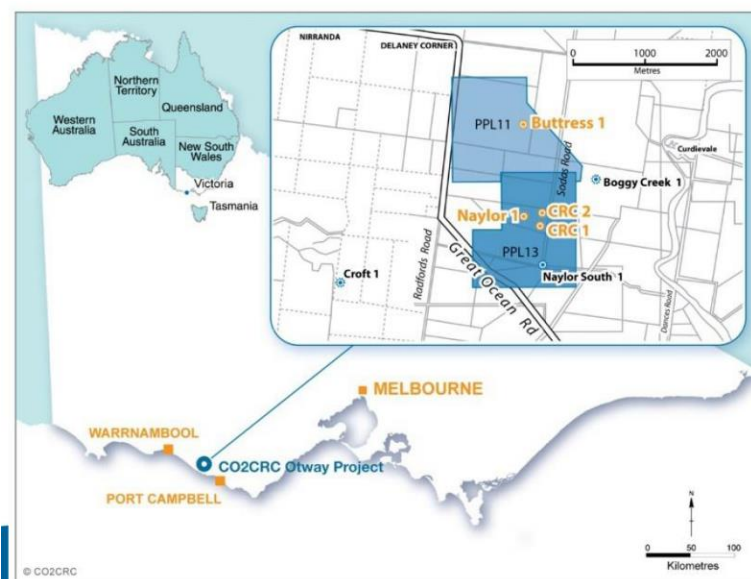 Western
Australia
Northern
Territory
South
Australia
Queensland
New South
Wales
Victoria
Tasmania
NIRRANDA
DELANEY CORNER
0 1000 2000
Metres
PPL11
Buttress 1
Sodas Road
Curdievale
Boggy Creek 1
Naylor 1
CRC 2
CRC 1
PPL13
Naylor South 1
Croft 1
Radfords Road
Great Ocean Rd
Dances Road
MELBOURNE
WARRNAMBOOL
CO2CRC Otway Project
PORT CAMPBELL
N
0 50 100
Kilometres
© CO2CRC